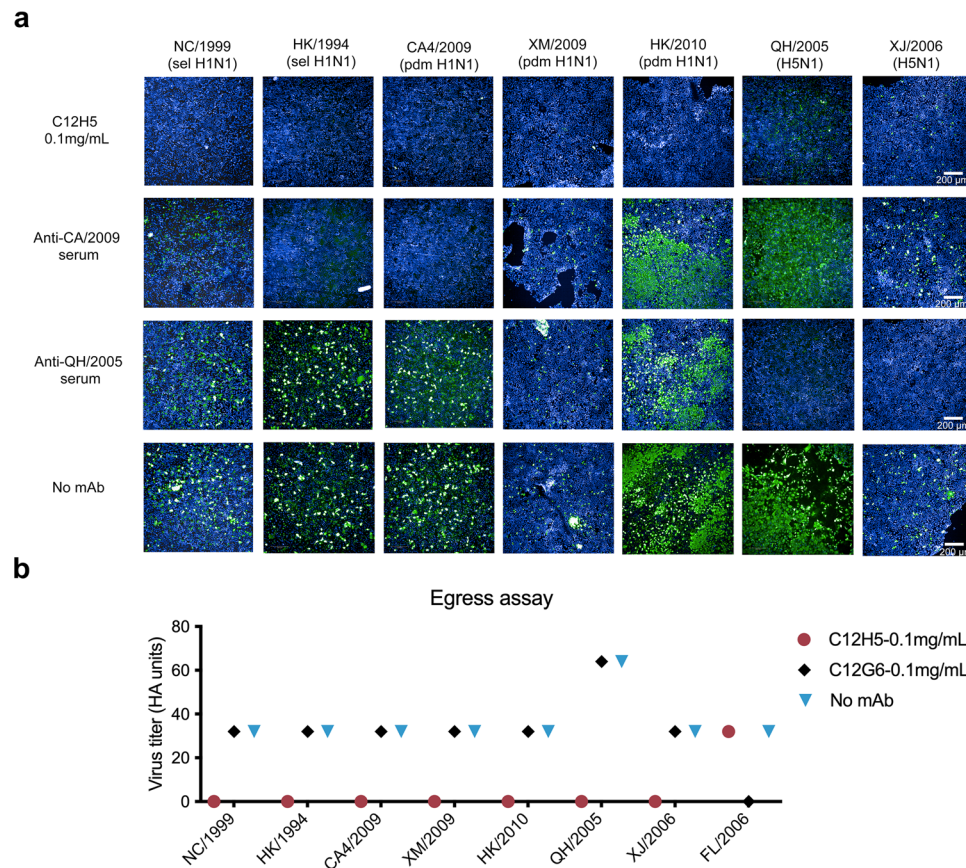 a
NC/1999
(sel H1N1)
HK/1994
(sel H1N1)
CA4/2009
(pdm H1N1)
XM/2009
(pdm H1N1)
HK/2010
(pdm H1N1)
QH/2005
(H5N1)
XJ/2006
(H5N1)
C12H5
0.1mg/mL
200 µm
Anti-CA/2009
serum
200 µm
Anti-QH/2005
serum
200 µm
No mAb
200 µm
b
Egress assay
Virus titer (HA units)
80
60
40
20
0
NC/1999
HK/1994
CA4/2009
XM/2009
HK/2010
QH/2005
XJ/2006
FL/2006
C12H5-0.1mg/mL
C12G6-0.1mg/mL
No mAb